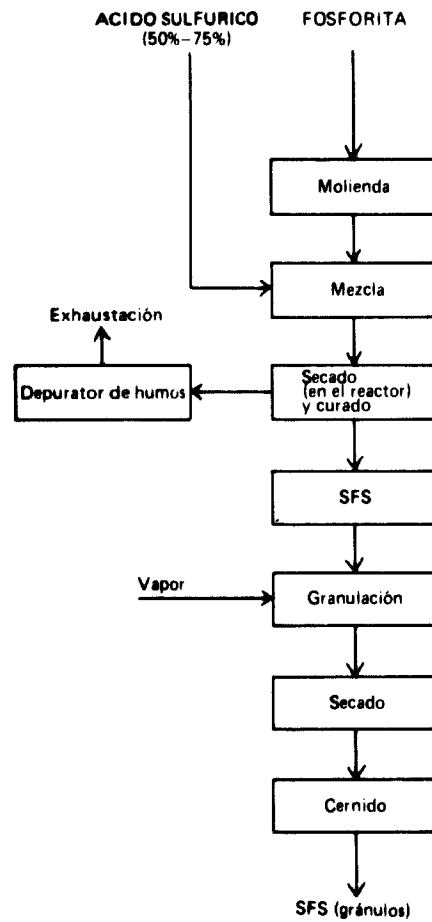 ACIDO SULFURICO
(50%-75%)
FOSFORITA
Molienda
Mezcla
Exhaustación
Depurator de humos
Secado
(en el reactor)
y curado
SFS
Vapor
Granulación
Secado
Cernido
SFS (gránulos)